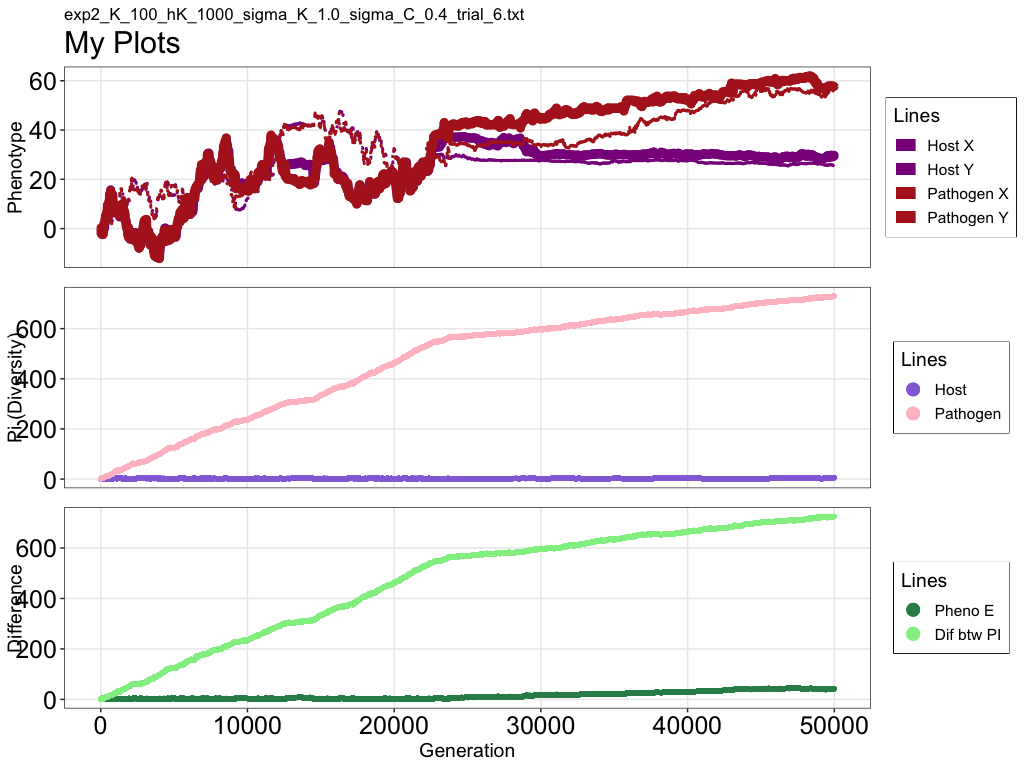 exp2_K_100_hK_1000_sigma_K_1.0_sigma_C_0.4_trial_6.txt
My Plots
Phenotype
60
40
20
0
Lines
Host X
Host Y
Pathogen X
Pathogen Y
Pi (Diversity)
600
400
200
0
Lines
Host
Pathogen
Difference
600
400
200
0
Lines
Pheno E
Dif btw PI
0 10000 20000 30000 40000 50000
Generation